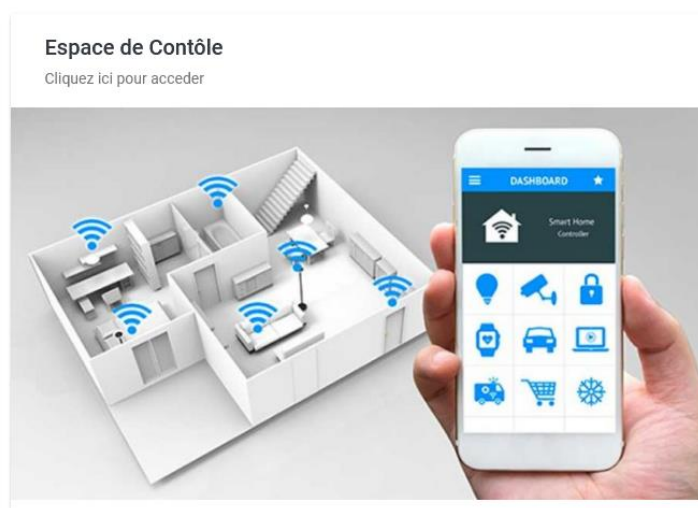 Espace de Contôle
Cliquez ici pour acceder
DASHBOARD
Smart Home
Controller